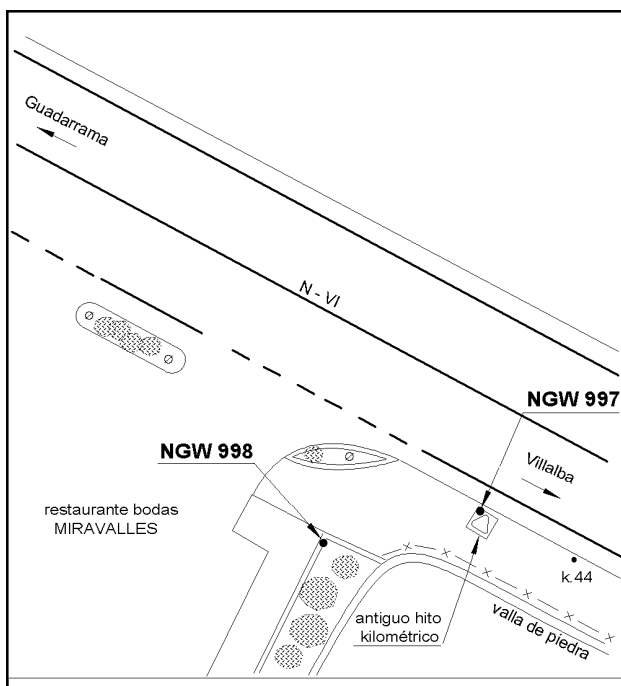 Guadarrama
N - VI
NGW 997
Villalba
NGW 998
restaurante bodas
MIRAVALLES
k.44
antiguo hito
kilométrico
valla de piedra